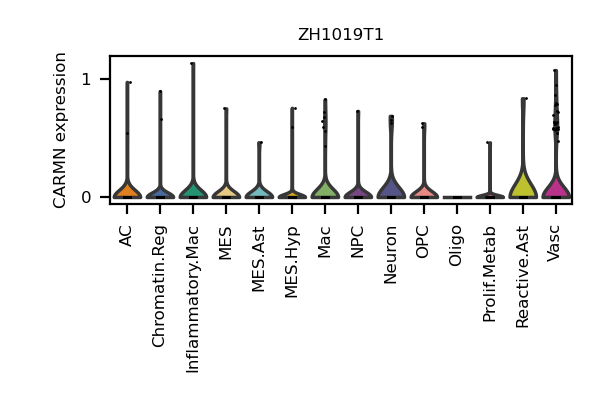 ZH1019T1
CARMN expression
1
0
AC
Chromatin.Reg
Inflammatory.Mac
MES
MES.Ast
MES.Hyp
Mac
NPC
Neuron
OPC
Oligo
Prolif.Metab
Reactive.Ast
Vasc